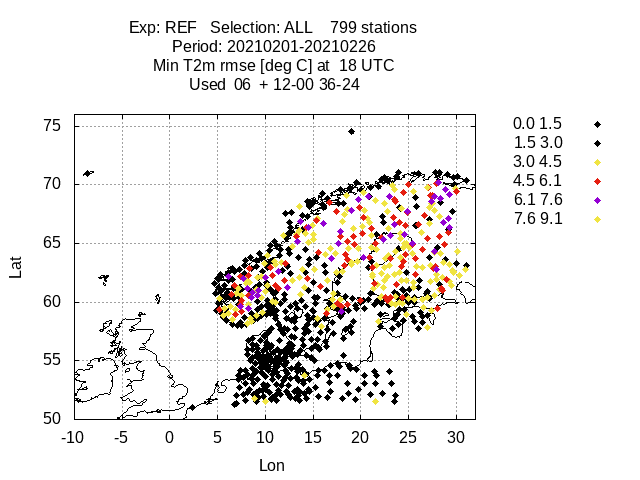 Exp: REF Selection: ALL 799 stations
Period: 20210201-20210226
Min T2m rmse [deg C] at 18 UTC
Used 06 + 12-00 36-24
0.0 1.5
1.5 3.0
3.0 4.5
4.5 6.1
6.1 7.6
7.6 9.1
75
70
65
60
55
50
Lat
-10 -5 0 5 10 15 20 25 30
Lon